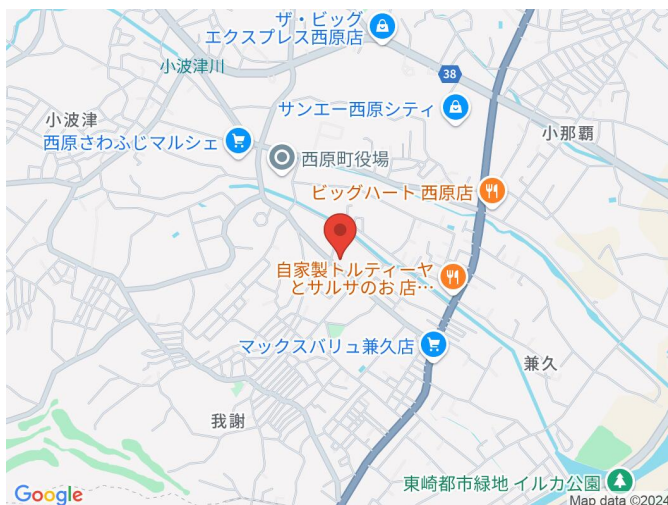 ザ・ビッグ
エクスプレス西原店
小波津川
38
サンエー西原シティ
小波津
小那覇
西原さわふじマルシェ
西原町役場
ビッグハート 西原店
自家製トルティーヤ
とサルサのお 店…
マックスバリュ兼久店
兼久
我謝
東崎都市緑地 イルカ公園
Google
Map data ©2024